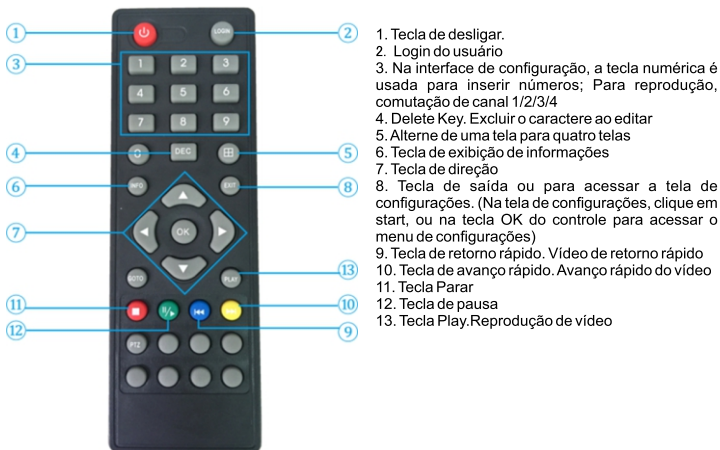 1
2
3
4
5
6
7
8
13
11
12
10
9
LOGIN
1 2 3
4 5 6
7 8 9
0 DEC
INFO EXIT
OK
GOTO PLAY
PTZ
1. Tecla de desligar.
2. Login do usuário
3. Na interface de configuração, a tecla numérica é
usada para inserir números; Para reprodução,
comutação de canal 1/2/3/4
4. Delete Key. Excluir o caractere ao editar
5. Alterne de uma tela para quatro telas
6. Tecla de exibição de informações
7. Tecla de direção
8. Tecla de saída ou para acessar a tela de
configurações. (Na tela de configurações, clique em
start, ou na tecla OK do controle para acessar o
menu de configurações)
9. Tecla de retorno rápido. Vídeo de retorno rápido
10. Tecla de avanço rápido. Avanço rápido do vídeo
11. Tecla Parar
12. Tecla de pausa
13. Tecla Play.Reprodução de vídeo